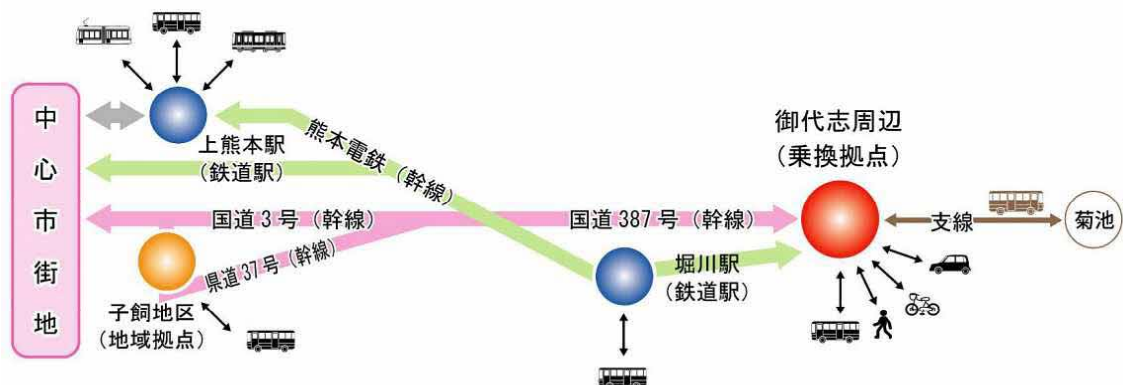 中心市街地
上熊本駅
(鉄道駅)
熊本電鉄(幹線)
国道3号(幹線)
県道37号(幹線)
子飼地区
(地域拠点)
国道387号(幹線)
堀川駅
(鉄道駅)
御代志周辺
(乗換拠点)
支線
菊池